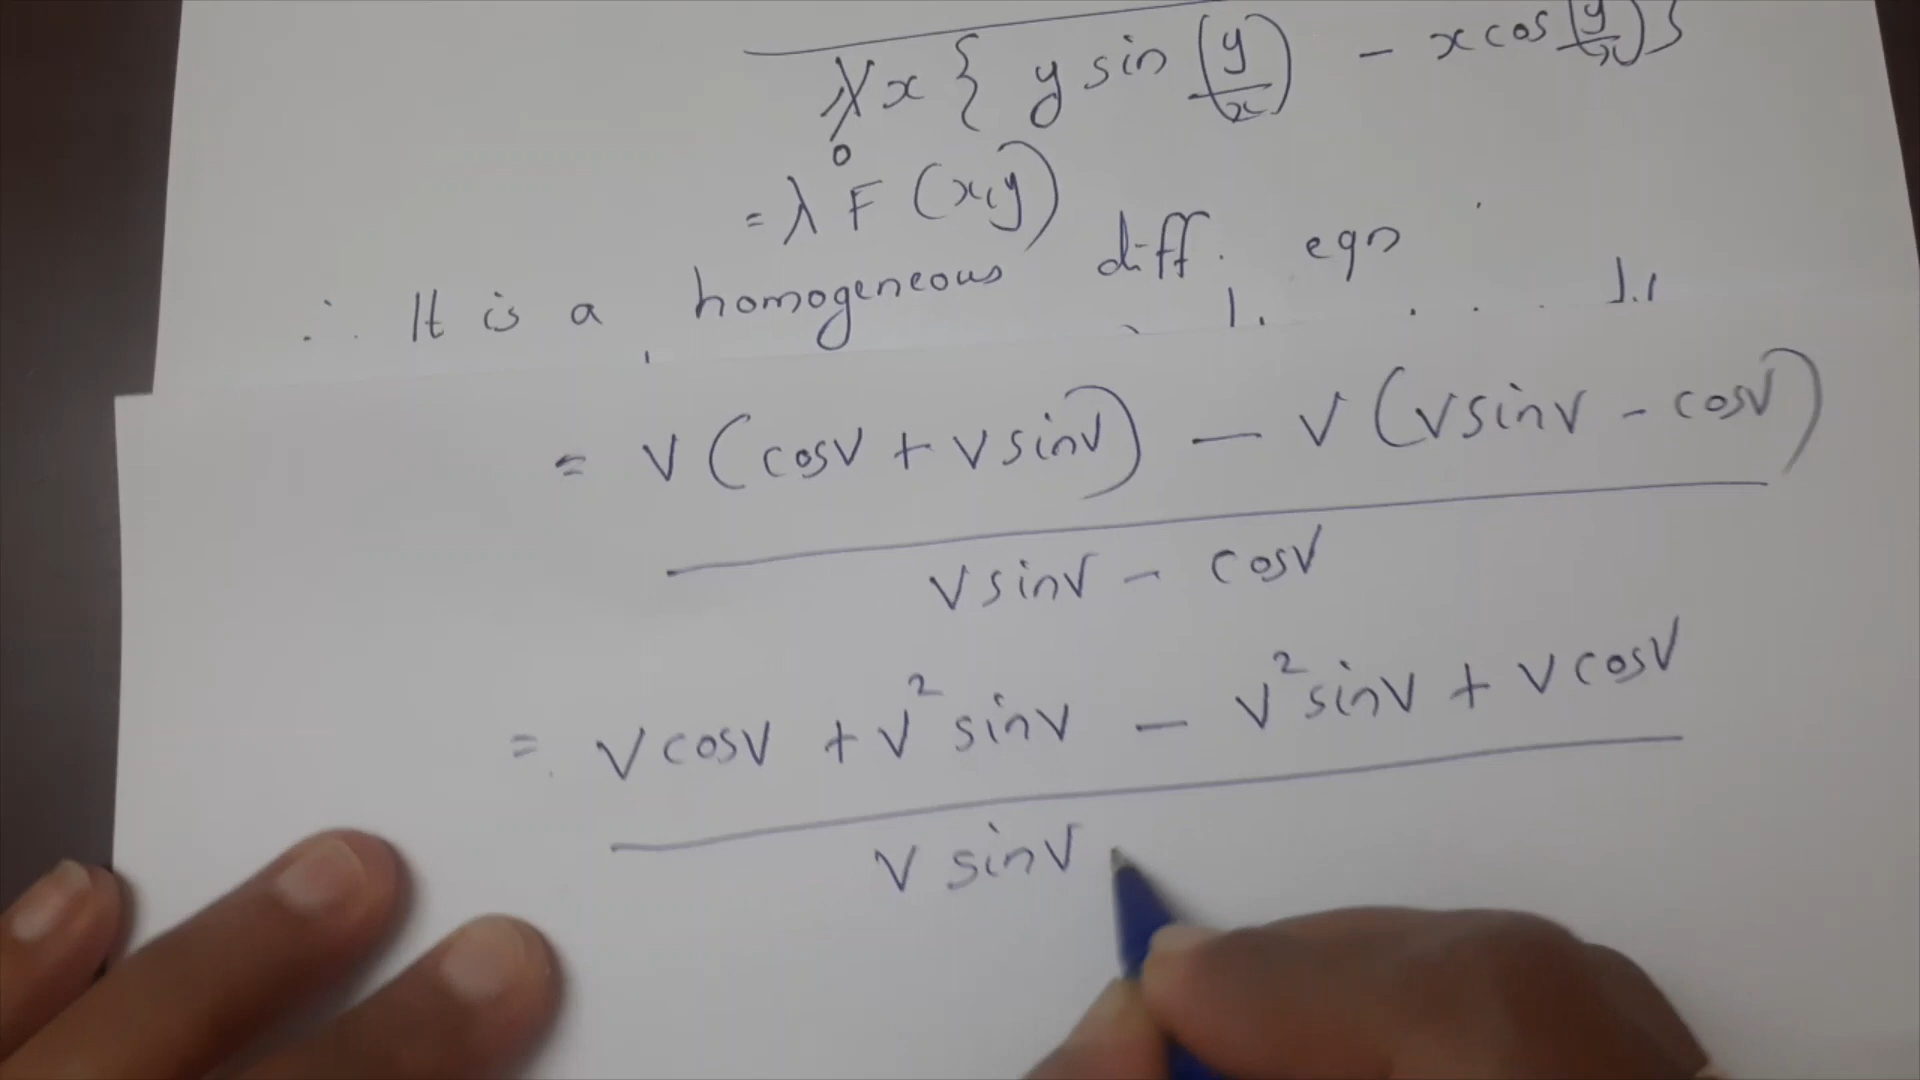 λx { y sin (y/x) - x cos (y/x) }
= λ⁰ F (x,y)
∴ It is a homogeneous diff. eqn
= V (cosV + V sinV) - V (V sinV - cosV)
V sinV - cosV
= V cosV + V² sinV - V² sinV + V cosV
V sinV